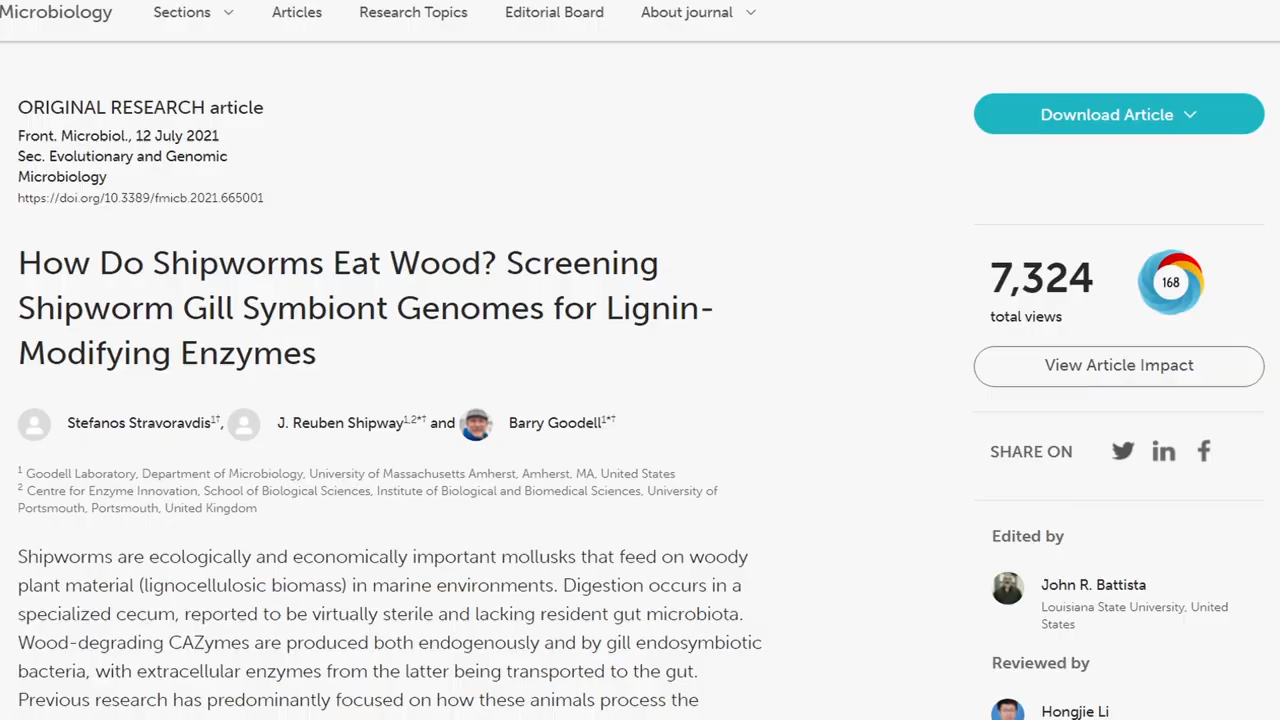 Microbiology Sections Articles Research Topics Editorial Board About journal
ORIGINAL RESEARCH article
Front. Microbiol., 12 July 2021
Sec. Evolutionary and Genomic
Microbiology
https://doi.org/10.3389/fmicb.2021.665001
How Do Shipworms Eat Wood? Screening
Shipworm Gill Symbiont Genomes for Lignin-
Modifying Enzymes
Stefanos Stravoravdis1†, J. Reuben Shipway1,2*† and Barry Goodell1*†
1 Goodell Laboratory, Department of Microbiology, University of Massachusetts Amherst, Amherst, MA, United States
2 Centre for Enzyme Innovation, School of Biological Sciences, Institute of Biological and Biomedical Sciences, University of
Portsmouth, Portsmouth, United Kingdom
Shipworms are ecologically and economically important mollusks that feed on woody
plant material (lignocellulosic biomass) in marine environments. Digestion occurs in a
specialized cecum, reported to be virtually sterile and lacking resident gut microbiota.
Wood-degrading CAZymes are produced both endogenously and by gill endosymbiotic
bacteria, with extracellular enzymes from the latter being transported to the gut.
Previous research has predominantly focused on how these animals process the
Download Article
7,324
total views
168
View Article Impact
SHARE ON
Edited by
John R. Battista
Louisiana State University, United
States
Reviewed by
Hongjie Li